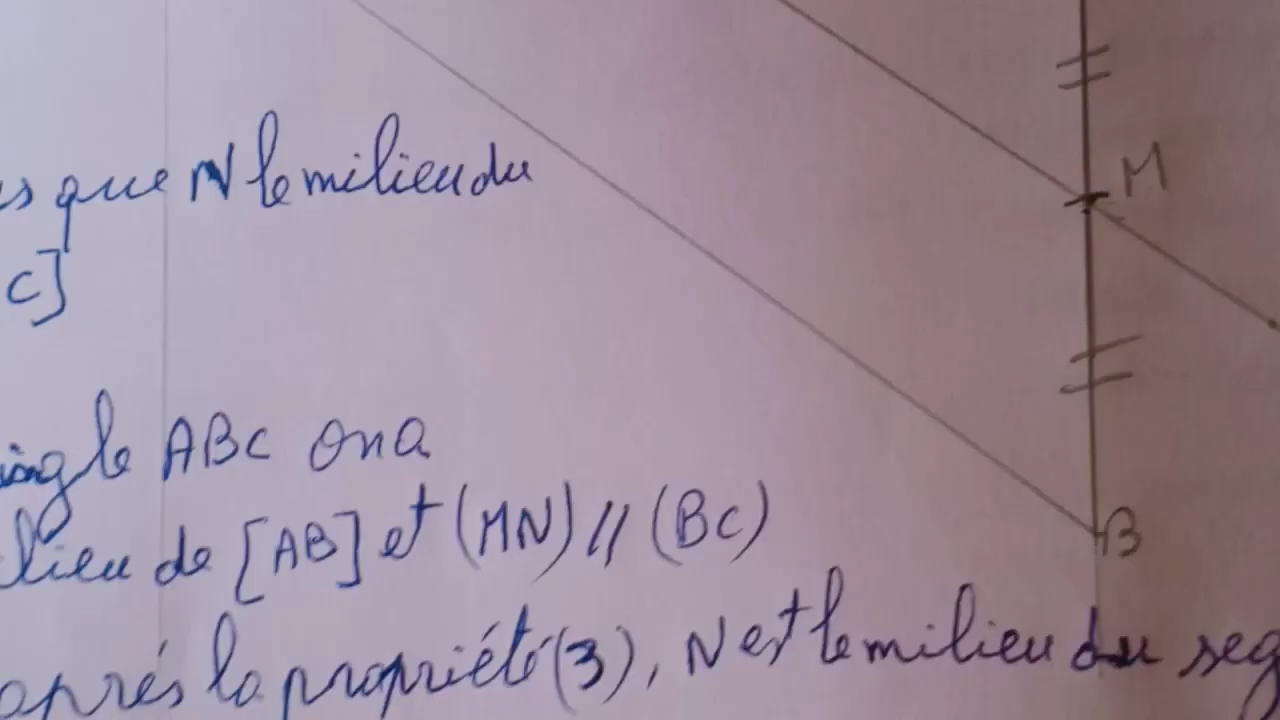 que N le milieu du
C]
M
ABC on a
lieu de [AB] et (MN) // (BC)
B
après la propriété (3), N est le milieu du seg